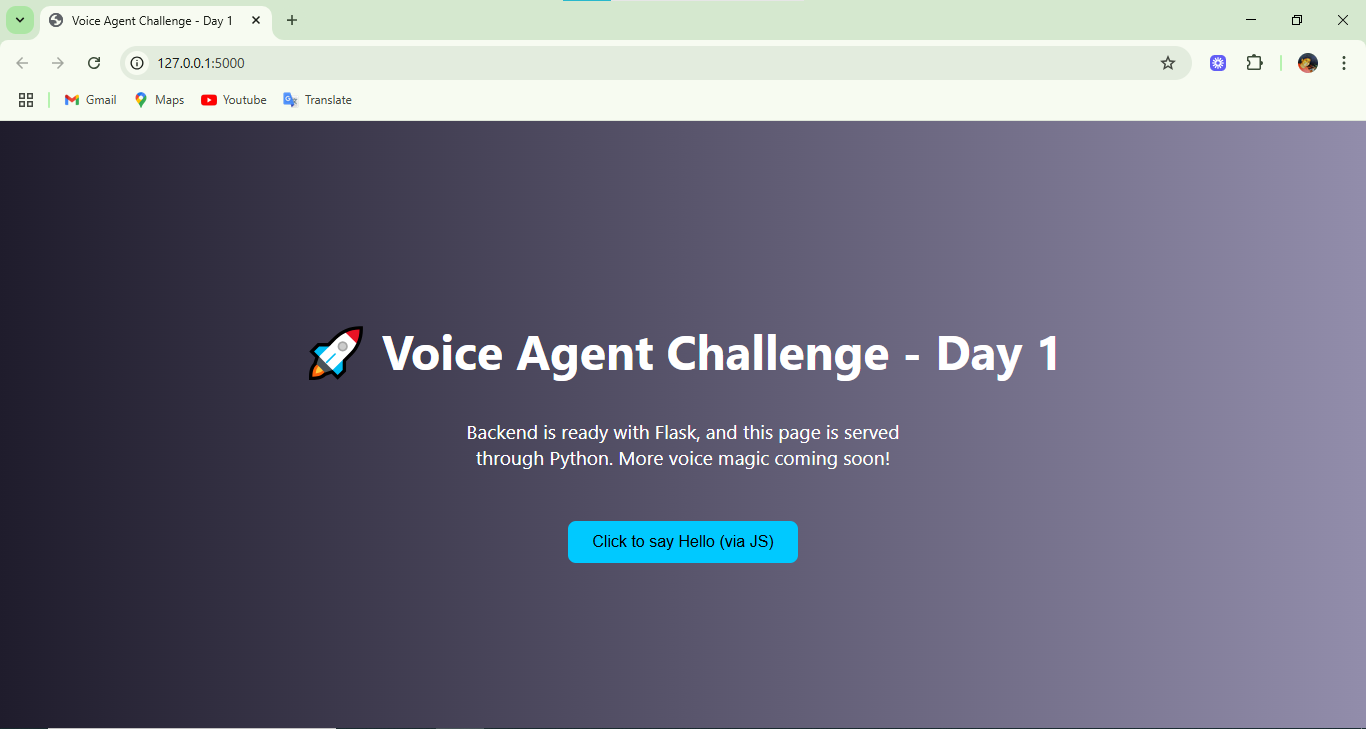 Voice Agent Challenge - Day 1
127.0.0.1:5000
Gmail Maps Youtube Translate
🚀 Voice Agent Challenge - Day 1
Backend is ready with Flask, and this page is served
through Python. More voice magic coming soon!
Click to say Hello (via JS)